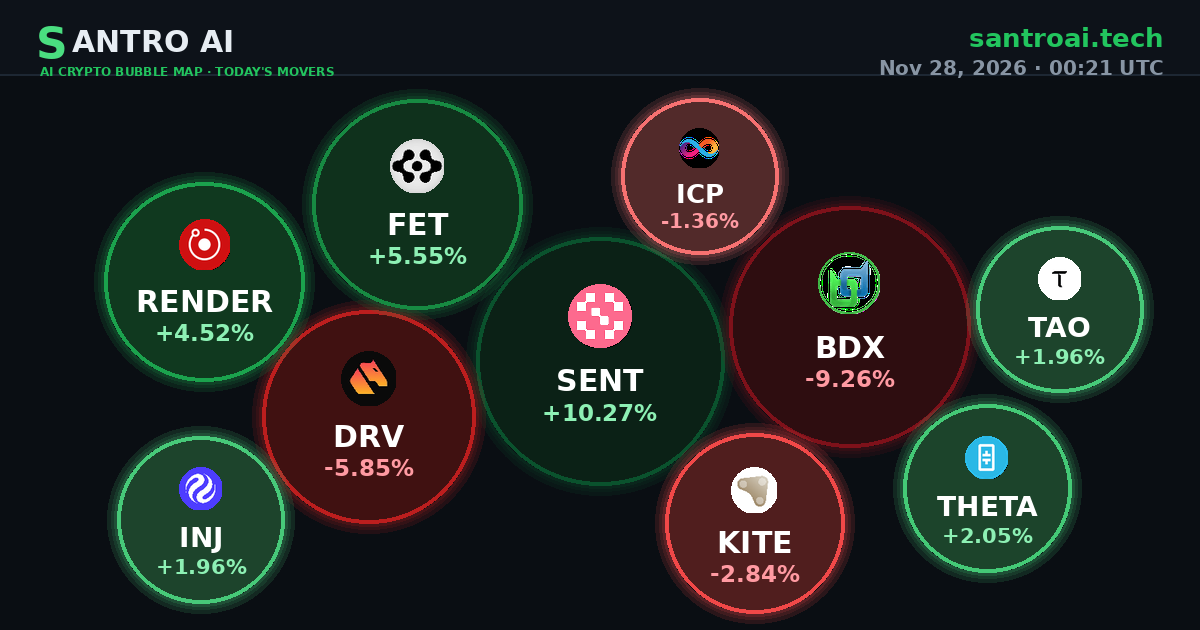 SANTRO AI
AI CRYPTO BUBBLE MAP · TODAY'S MOVERS
santroai.tech
Nov 28, 2026 · 00:21 UTC
ICP
-1.36%
FET
+5.55%
RENDER
+4.52%
TAO
τ
+1.96%
BDX
-9.26%
SENT
+10.27%
DRV
-5.85%
THETA
+2.05%
INJ
+1.96%
KITE
-2.84%